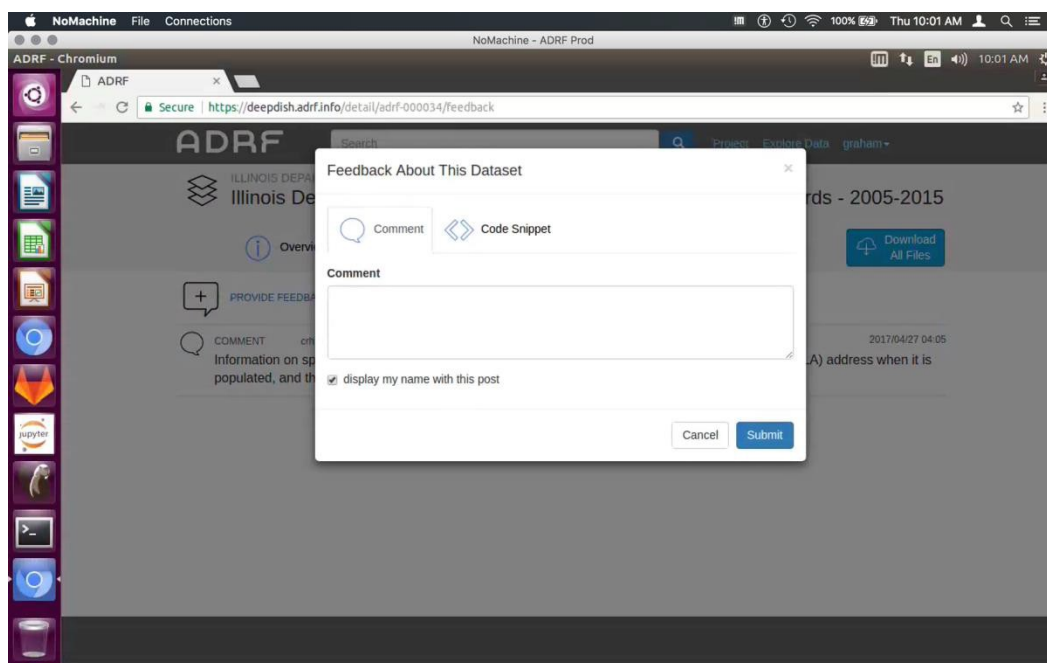 NoMachine File Connections 100% Thu 10:01 AM
NoMachine - ADRF Prod
ADRF - Chromium En 10:01 AM
ADRF
Secure https://deepdish.adrf.info/detail/adrf-000034/feedback
ADRF Search Project Explore Data graham
Feedback About This Dataset
ILLINOIS DEPA
Illinois De rds - 2005-2015
Comment Code Snippet
Overvi Download
All Files
Comment
PROVIDE FEEDBA
COMMENT 2017/04/27 04:05
Information on sp LA) address when it is
populated, and th
display my name with this post
Cancel Submit
jupyter